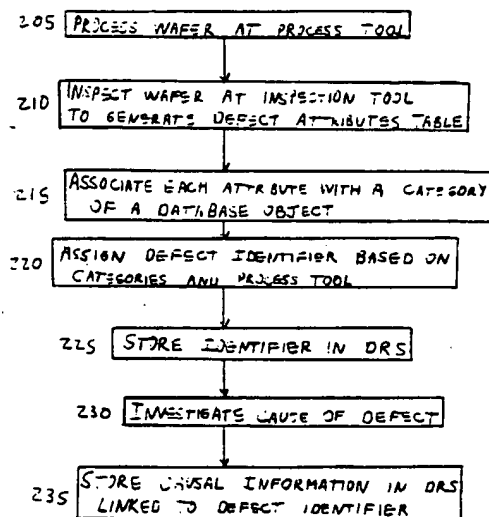 205 PROCESS WAFER AT PROCESS TOOL
210 INSPECT WAFER AT INSPECTION TOOL
TO GENERATE DEFECT ATTRIBUTES TABLE
215 ASSOCIATE EACH ATTRIBUTE WITH A CATEGORY
OF A DATABASE OBJECT
220 ASSIGN DEFECT IDENTIFIER BASED ON
CATEGORIES AND PROCESS TOOL
225 STORE IDENTIFIER IN DRS
230 INVESTIGATE CAUSE OF DEFECT
235 STORE CAUSAL INFORMATION IN DRS
LINKED TO DEFECT IDENTIFIER